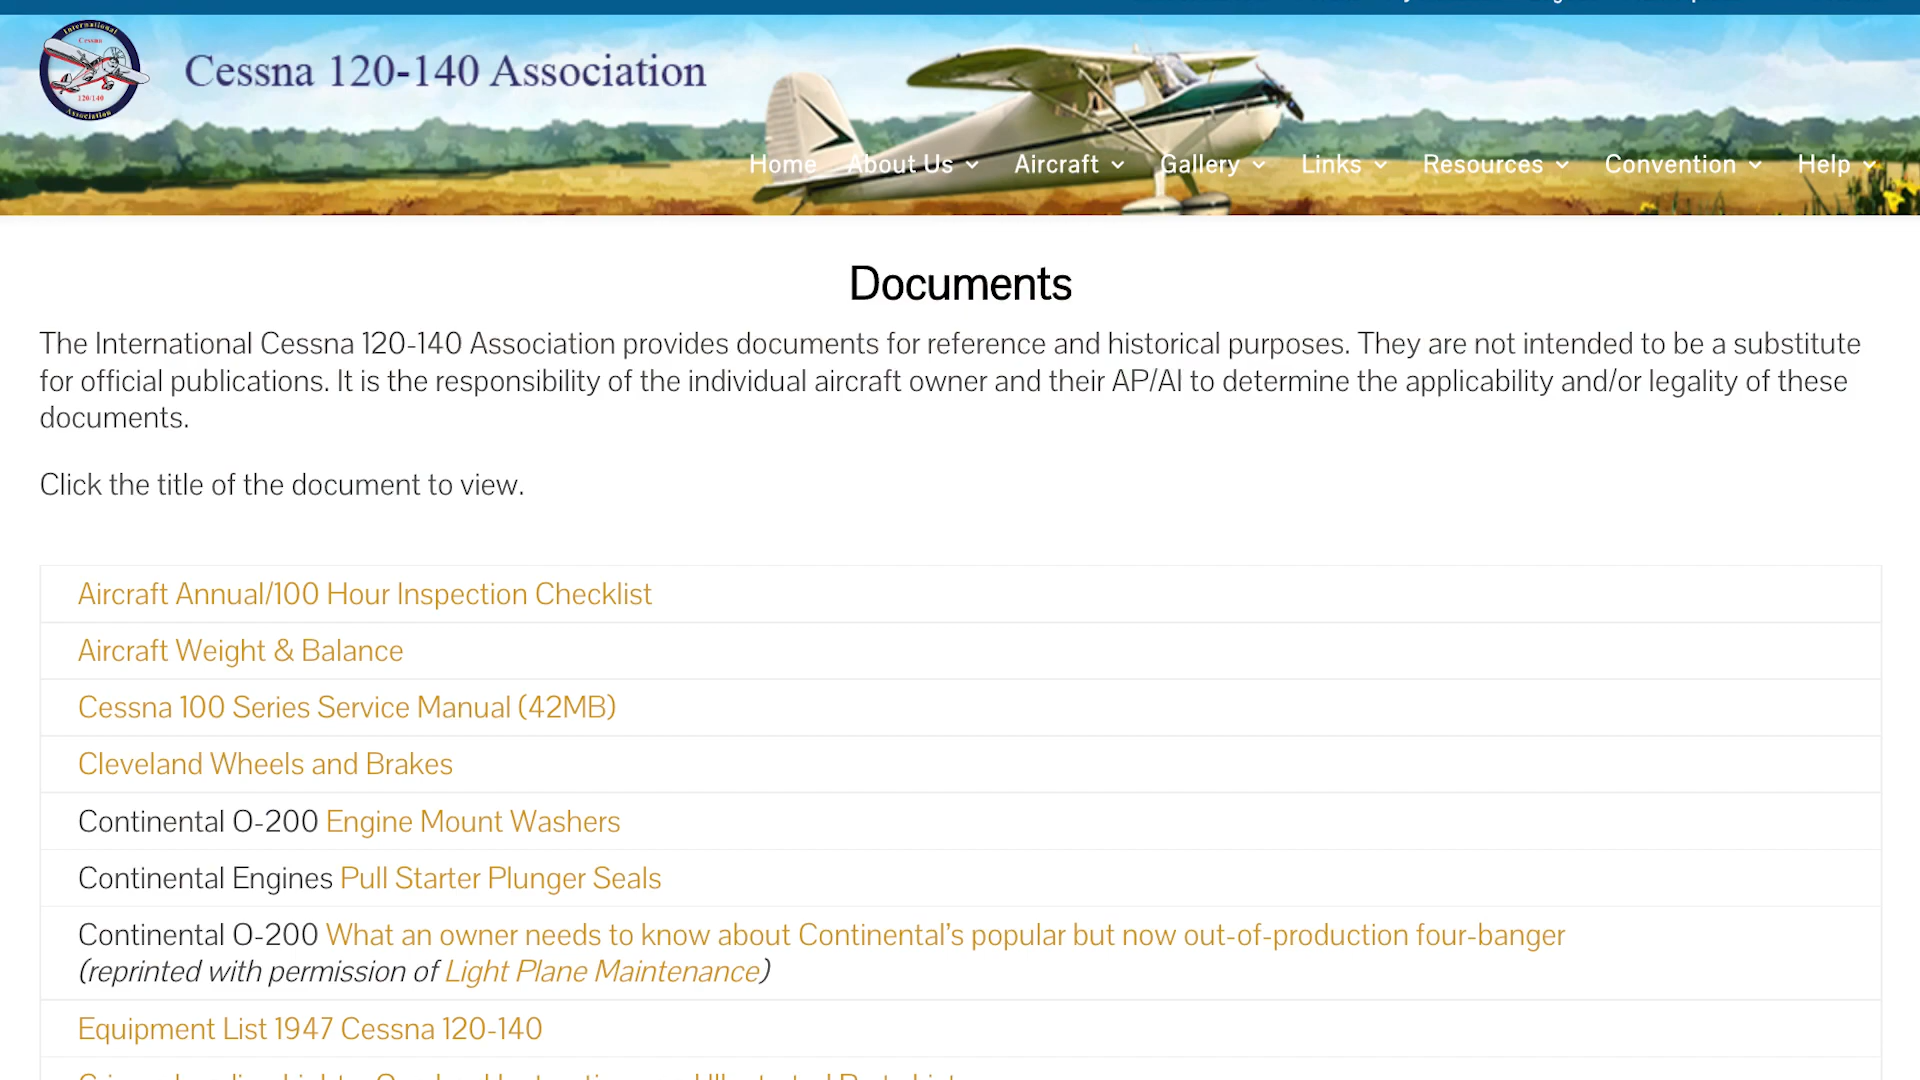 International
Cessna
120/140
Association
Cessna 120-140 Association
Home About Us Aircraft Gallery Links Resources Convention Help
Documents
The International Cessna 120-140 Association provides documents for reference and historical purposes. They are not intended to be a substitute
for official publications. It is the responsibility of the individual aircraft owner and their AP/AI to determine the applicability and/or legality of these
documents.
Click the title of the document to view.
Aircraft Annual/100 Hour Inspection Checklist
Aircraft Weight & Balance
Cessna 100 Series Service Manual (42MB)
Cleveland Wheels and Brakes
Continental O-200 Engine Mount Washers
Continental Engines Pull Starter Plunger Seals
Continental O-200 What an owner needs to know about Continental’s popular but now out-of-production four-banger
(reprinted with permission of Light Plane Maintenance)
Equipment List 1947 Cessna 120-140